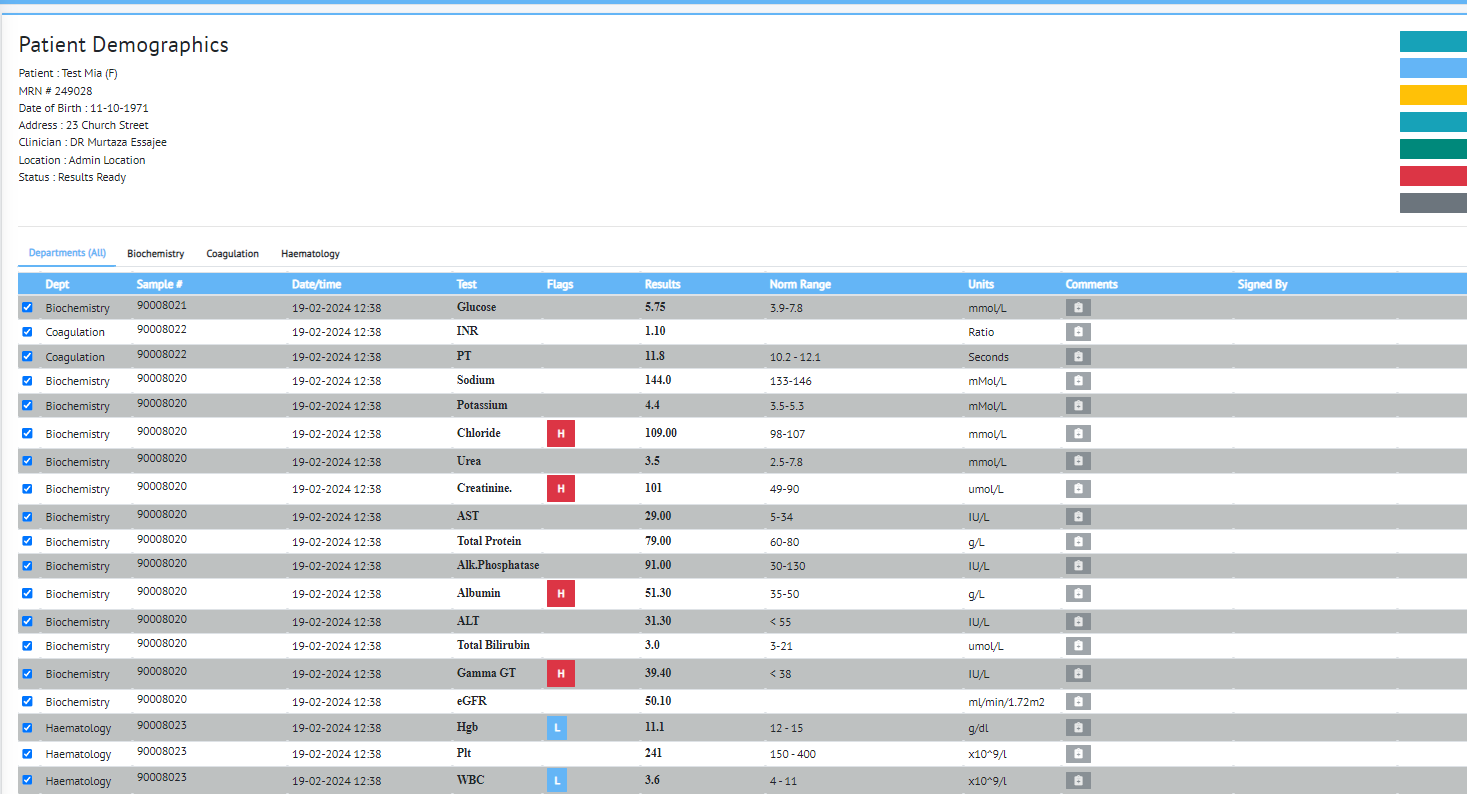 Patient Demographics
Patient : Test Mia (F)
MRN # 249028
Date of Birth : 11-10-1971
Address : 23 Church Street
Clinician : DR Murtaza Essajee
Location : Admin Location
Status : Results Ready
Departments (All) Biochemistry Coagulation Haematology
Dept Sample # Date/time Test Flags Results Norm Range Units Comments Signed By
Biochemistry 90008021 19-02-2024 12:38 Glucose 5.75 3.9-7.8 mmol/L
Coagulation 90008022 19-02-2024 12:38 INR 1.10 Ratio
Coagulation 90008022 19-02-2024 12:38 PT 11.8 10.2 - 12.1 Seconds
Biochemistry 90008020 19-02-2024 12:38 Sodium 144.0 133-146 mMol/L
Biochemistry 90008020 19-02-2024 12:38 Potassium 4.4 3.5-5.3 mMol/L
Biochemistry 90008020 19-02-2024 12:38 Chloride H 109.00 98-107 mmol/L
Biochemistry 90008020 19-02-2024 12:38 Urea 3.5 2.5-7.8 mmol/L
Biochemistry 90008020 19-02-2024 12:38 Creatinine. H 101 49-90 umol/L
Biochemistry 90008020 19-02-2024 12:38 AST 29.00 5-34 IU/L
Biochemistry 90008020 19-02-2024 12:38 Total Protein 79.00 60-80 g/L
Biochemistry 90008020 19-02-2024 12:38 Alk.Phosphatase 91.00 30-130 IU/L
Biochemistry 90008020 19-02-2024 12:38 Albumin H 51.30 35-50 g/L
Biochemistry 90008020 19-02-2024 12:38 ALT 31.30 < 55 IU/L
Biochemistry 90008020 19-02-2024 12:38 Total Bilirubin 3.0 3-21 umol/L
Biochemistry 90008020 19-02-2024 12:38 Gamma GT H 39.40 < 38 IU/L
Biochemistry 90008020 19-02-2024 12:38 eGFR 50.10 ml/min/1.72m2
Haematology 90008023 19-02-2024 12:38 Hgb L 11.1 12 - 15 g/dl
Haematology 90008023 19-02-2024 12:38 Plt 241 150 - 400 x10^9/l
Haematology 90008023 19-02-2024 12:38 WBC L 3.6 4 - 11 x10^9/l